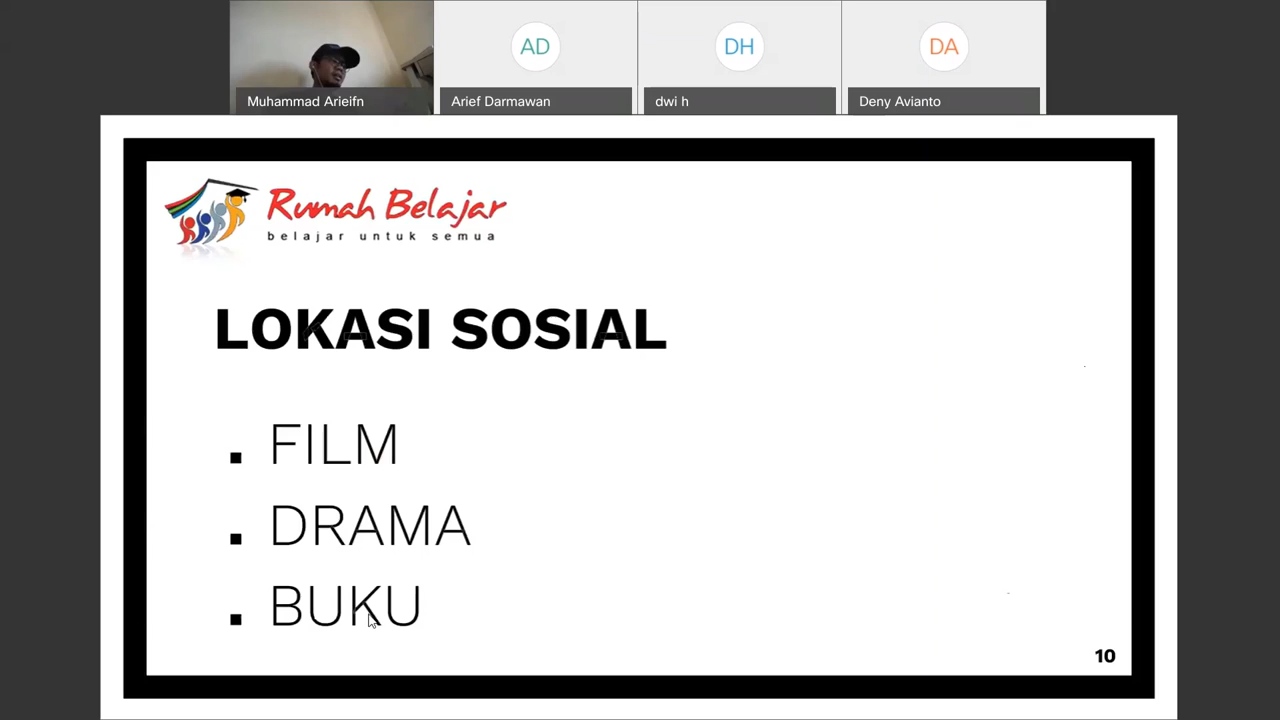 AD
DH
DA
Muhammad Arieifn
Arief Darmawan
dwi h
Deny Avianto
Rumah Belajar
belajar untuk semua
LOKASI SOSIAL
FILM
DRAMA
BUKU
10